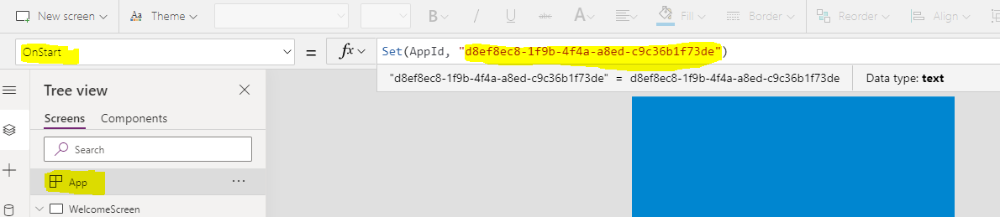 New screen Theme B / U abc A Fill Border Reorder Align
OnStart = fx Set(AppId, "d8ef8ec8-1f9b-4f4a-a8ed-c9c36b1f73de")
"d8ef8ec8-1f9b-4f4a-a8ed-c9c36b1f73de" = d8ef8ec8-1f9b-4f4a-a8ed-c9c36b1f73de Data type: text
Tree view
Screens Components
Search
App ...
WelcomeScreen